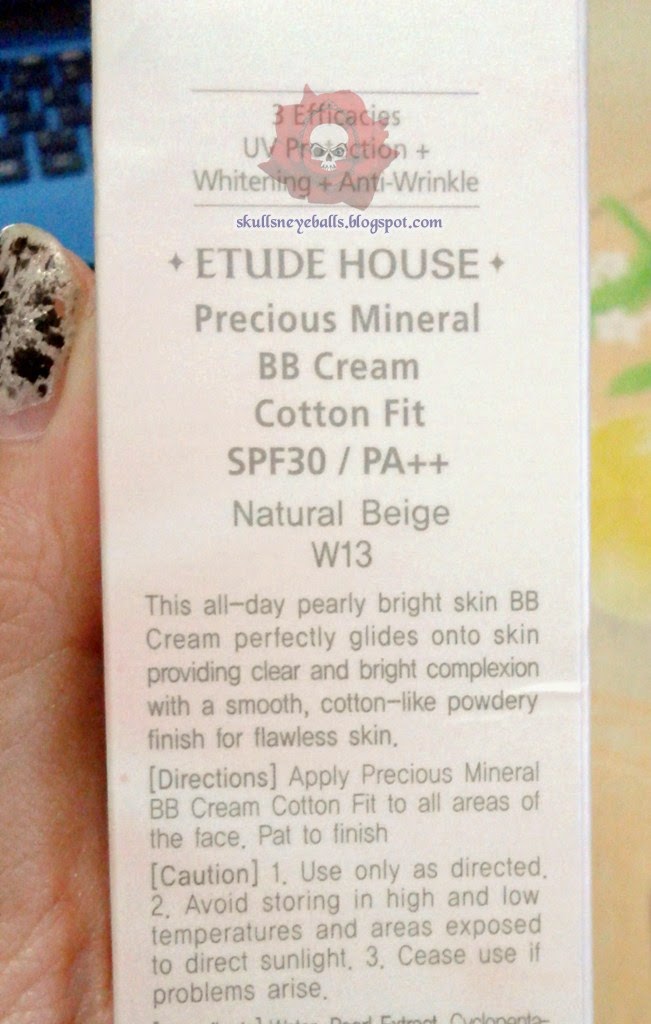 3 Efficacies
UV Protection +
Whitening + Anti-Wrinkle
skullsneyeballs.blogspot.com
ETUDE HOUSE
Precious Mineral
BB Cream
Cotton Fit
SPF30 / PA++
Natural Beige
W13
This all-day pearly bright skin BB
Cream perfectly glides onto skin
providing clear and bright complexion
with a smooth, cotton-like powdery
finish for flawless skin.
[Directions] Apply Precious Mineral
BB Cream Cotton Fit to all areas of
the face. Pat to finish
[Caution] 1. Use only as directed.
2. Avoid storing in high and low
temperatures and areas exposed
to direct sunlight. 3. Cease use if
problems arise.
Water, Pearl Extract, Cyclopenta-